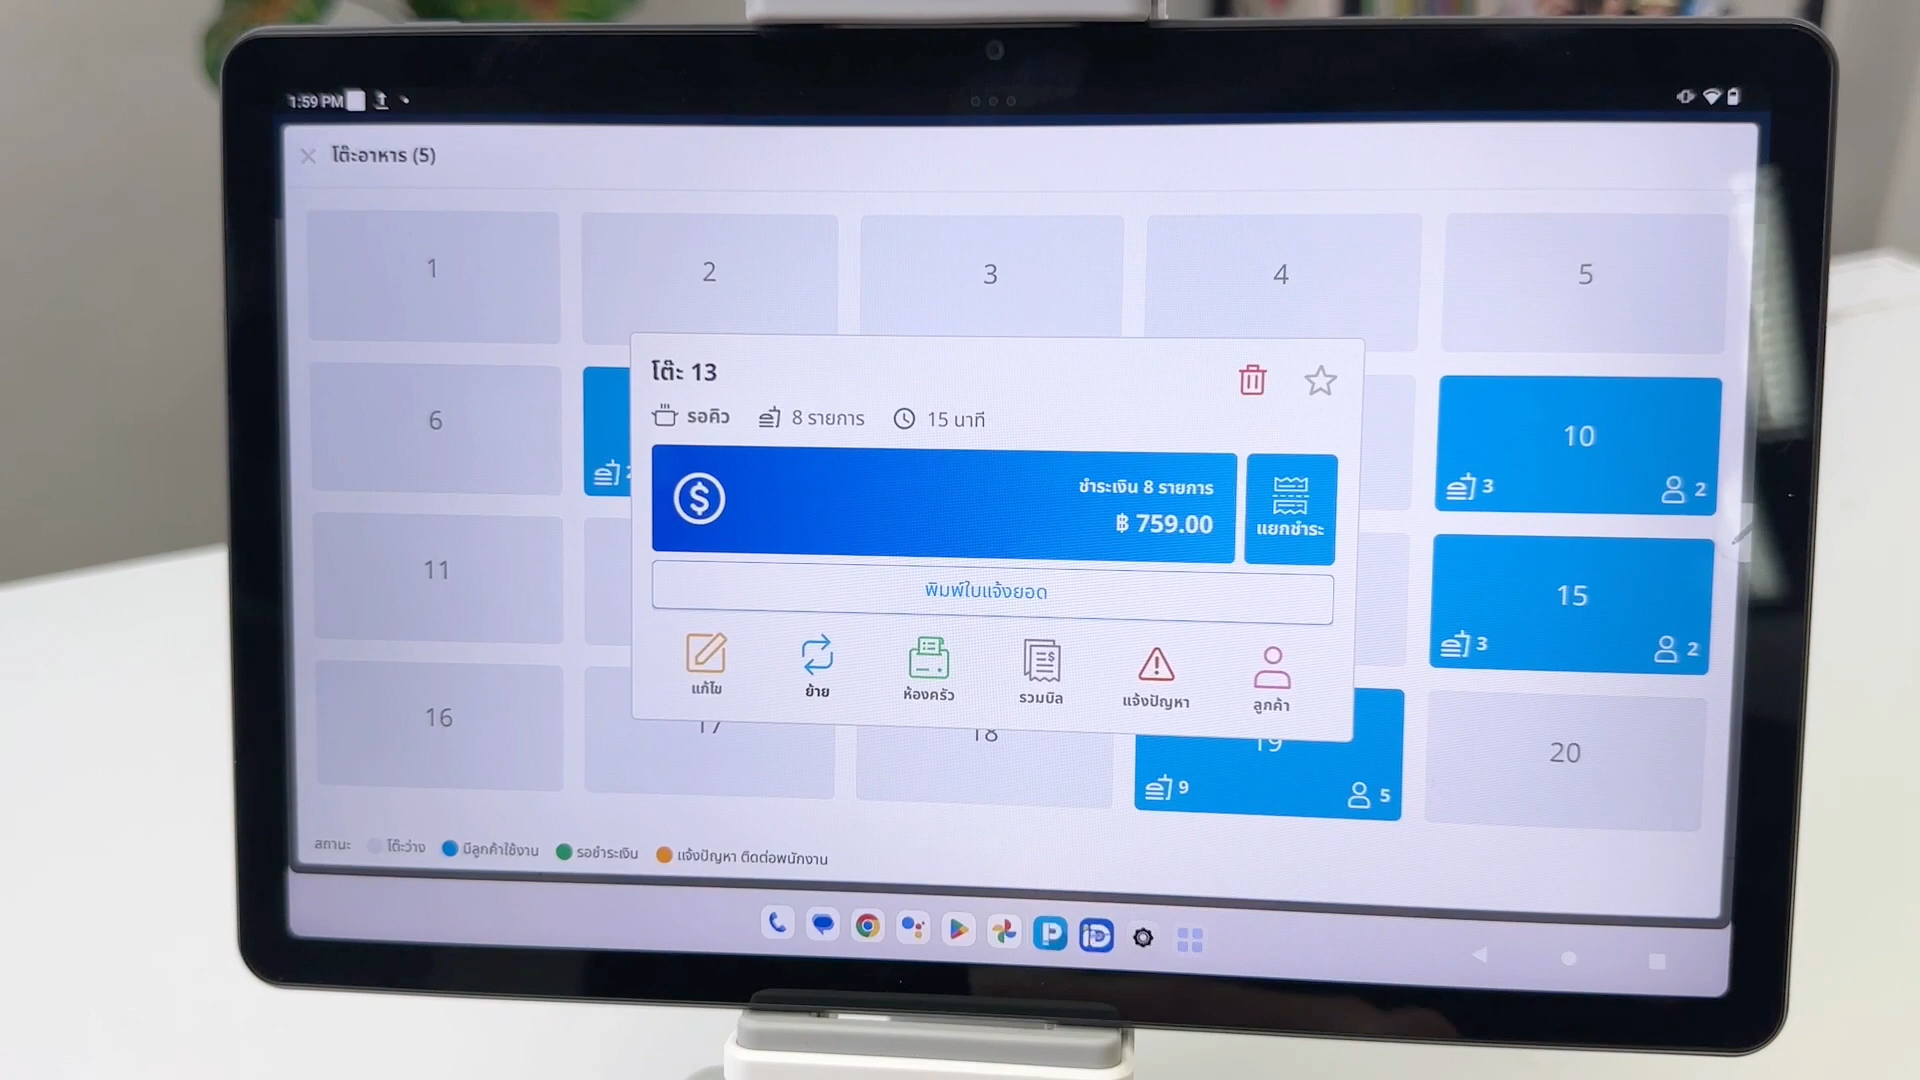 1:59 PM
โต๊ะอาหาร (5)
1
2
3
4
5
6
10
3
2
11
15
3
2
16
17
18
19
9
5
20
โต๊ะ 13
รอคิว
8 รายการ
15 นาที
ชำระเงิน 8 รายการ
฿ 759.00
แยกชำระ
พิมพ์ใบแจ้งยอด
แก้ไข
ย้าย
ห้องครัว
รวมบิล
แจ้งปัญหา
ลูกค้า
สถานะ
โต๊ะว่าง
มีลูกค้าใช้งาน
รอชำระเงิน
แจ้งปัญหา ติดต่อพนักงาน